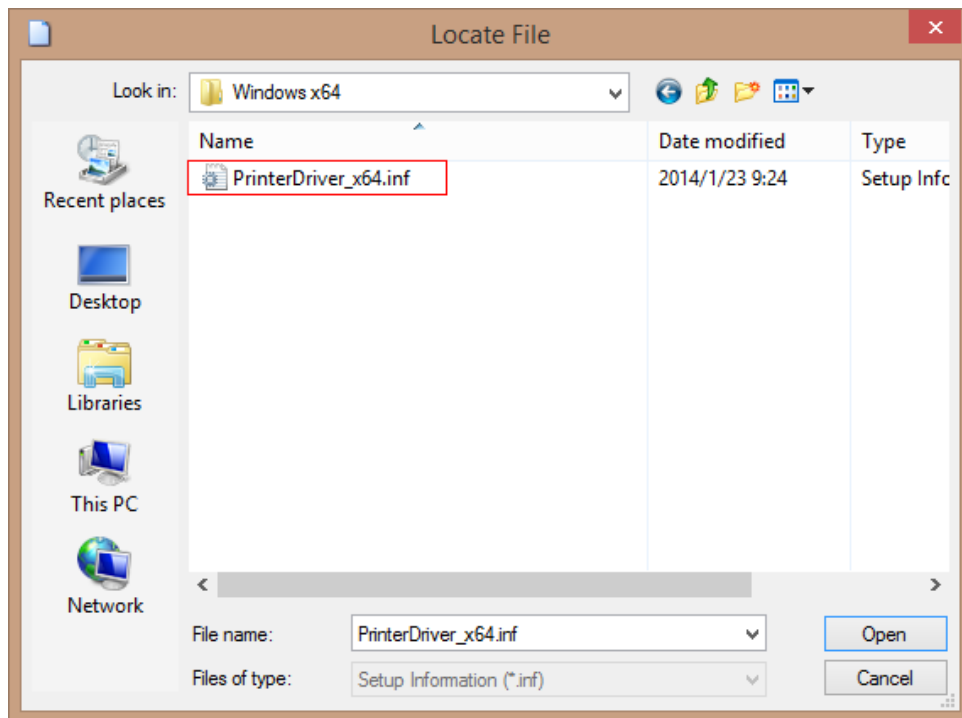 Locate File
Look in: Windows x64
Name Date modified Type
PrinterDriver_x64.inf 2014/1/23 9:24 Setup Infc
Recent places
Desktop
Libraries
This PC
Network
File name: PrinterDriver_x64.inf Open
Files of type: Setup Information (*.inf) Cancel